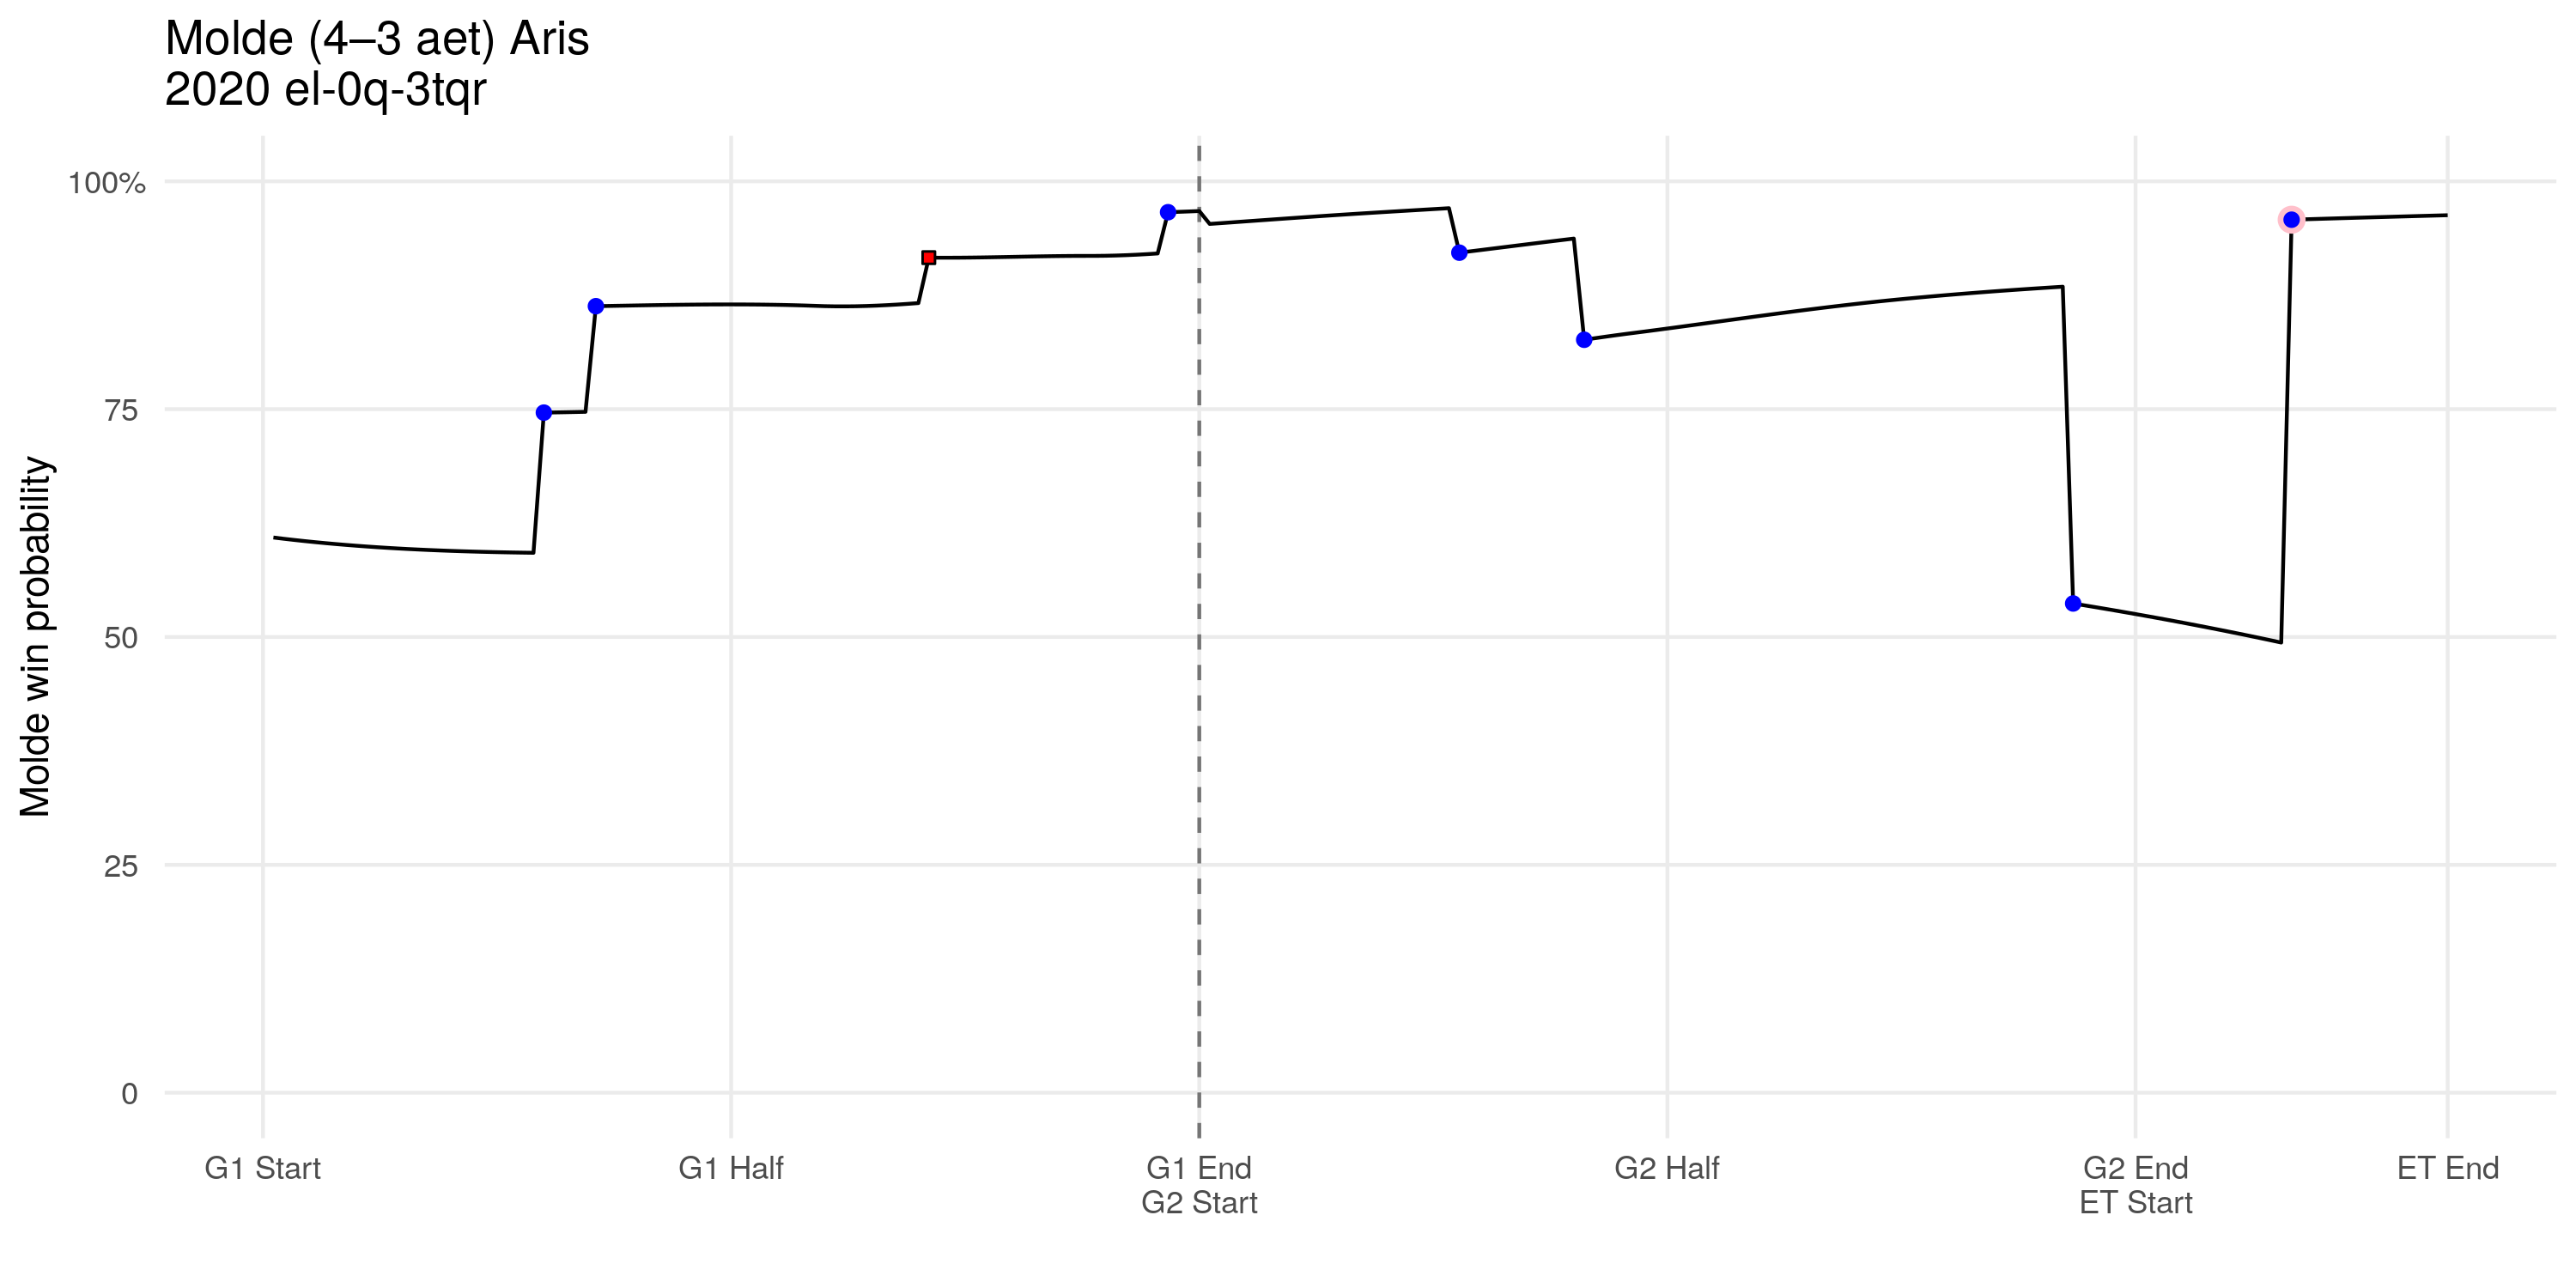 Molde (4–3 aet) Aris
2020 el-0q-3tqr
Molde win probability
100%
75
50
25
0
G1 Start
G1 Half
G1 End
G2 Start
G2 Half
G2 End
ET Start
ET End